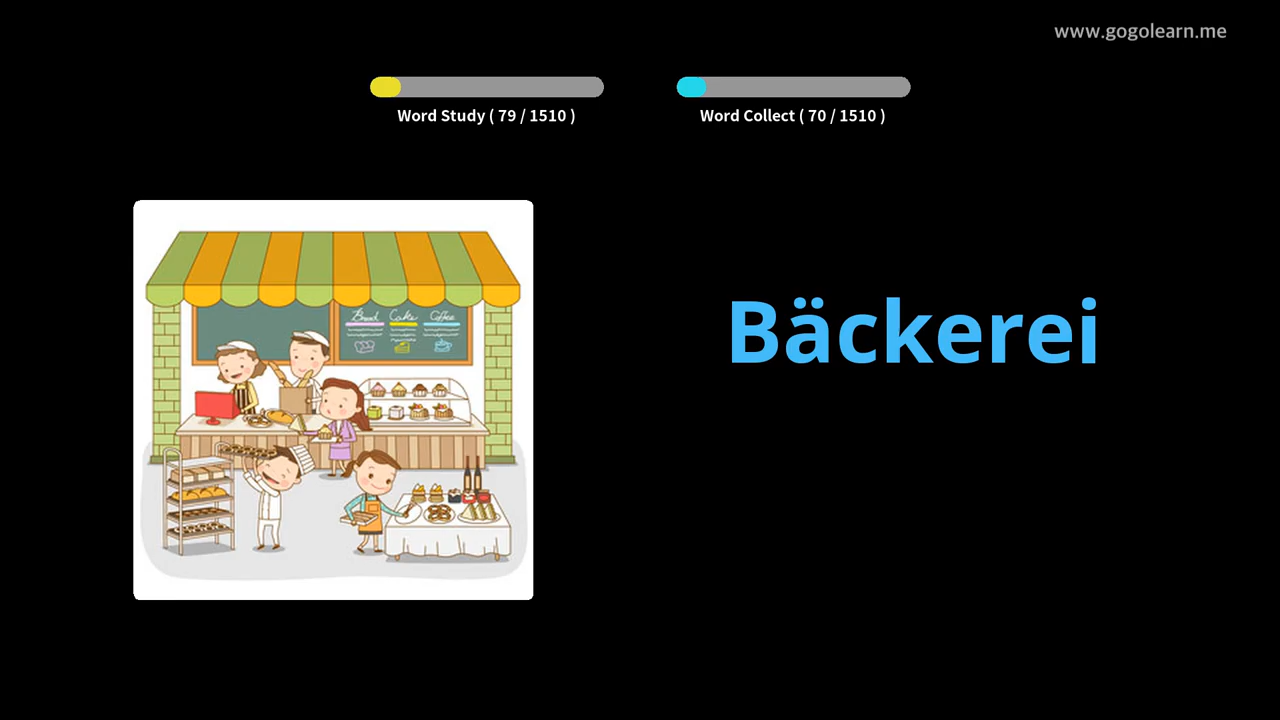 www.gogolearn.me
Word Study ( 79 / 1510 )
Word Collect ( 70 / 1510 )
Bread Cake Coffee
Bäckerei